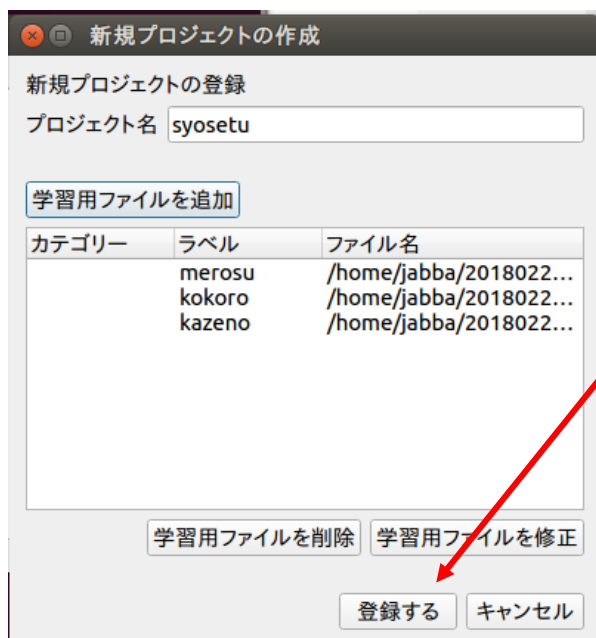 新規プロジェクトの作成
新規プロジェクトの登録
プロジェクト名 syosetu
学習用ファイルを追加
カテゴリー ラベル ファイル名
merosu /home/jabba/2018022...
kokoro /home/jabba/2018022...
kazeno /home/jabba/2018022...
学習用ファイルを削除 学習用ファイルを修正
登録する キャンセル